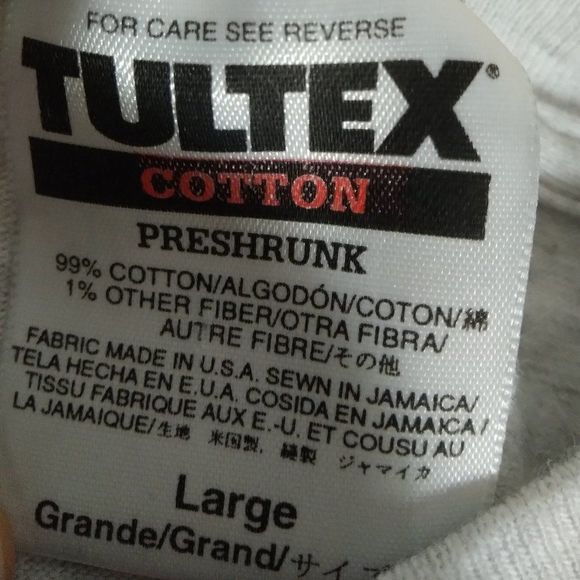 FOR CARE SEE REVERSE
TULTEX®
COTTON
PRESHRUNK
99% COTTON/ALGODÓN/COTON/綿
1% OTHER FIBER/OTRA FIBRA/
AUTRE FIBRE/その他
FABRIC MADE IN U.S.A. SEWN IN JAMAICA/
TELA HECHA EN E.U.A. COSIDA EN JAMAICA/
TISSU FABRIQUE AUX E.-U. ET COUSU AU
LA JAMAIQUE/生地 米国製, 縫製 ジャマイカ
Large
Grande/Grand/サイズ